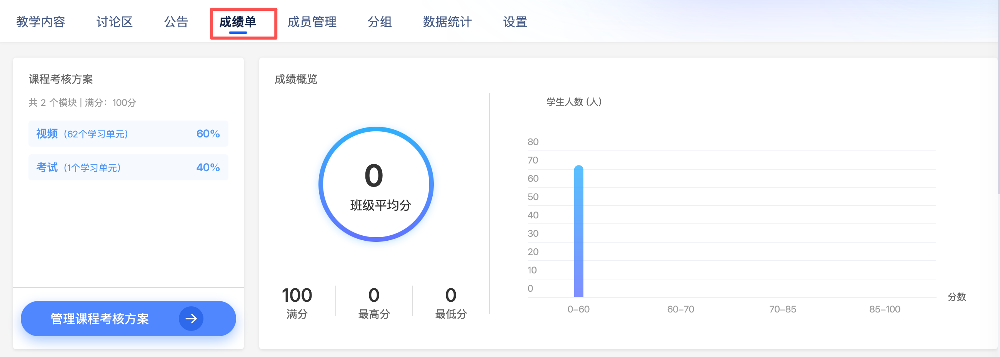 教学内容 讨论区 公告 成绩单 成员管理 分组 数据统计 设置
课程考核方案
共 2 个模块 | 满分：100分
视频（62个学习单元） 60%
考试（1个学习单元） 40%
管理课程考核方案
成绩概览
0
班级平均分
100 0 0
满分 最高分 最低分
学生人数 (人)
80
70
60
50
40
30
20
10
0
分数
0–60 60–70 70–85 85–100